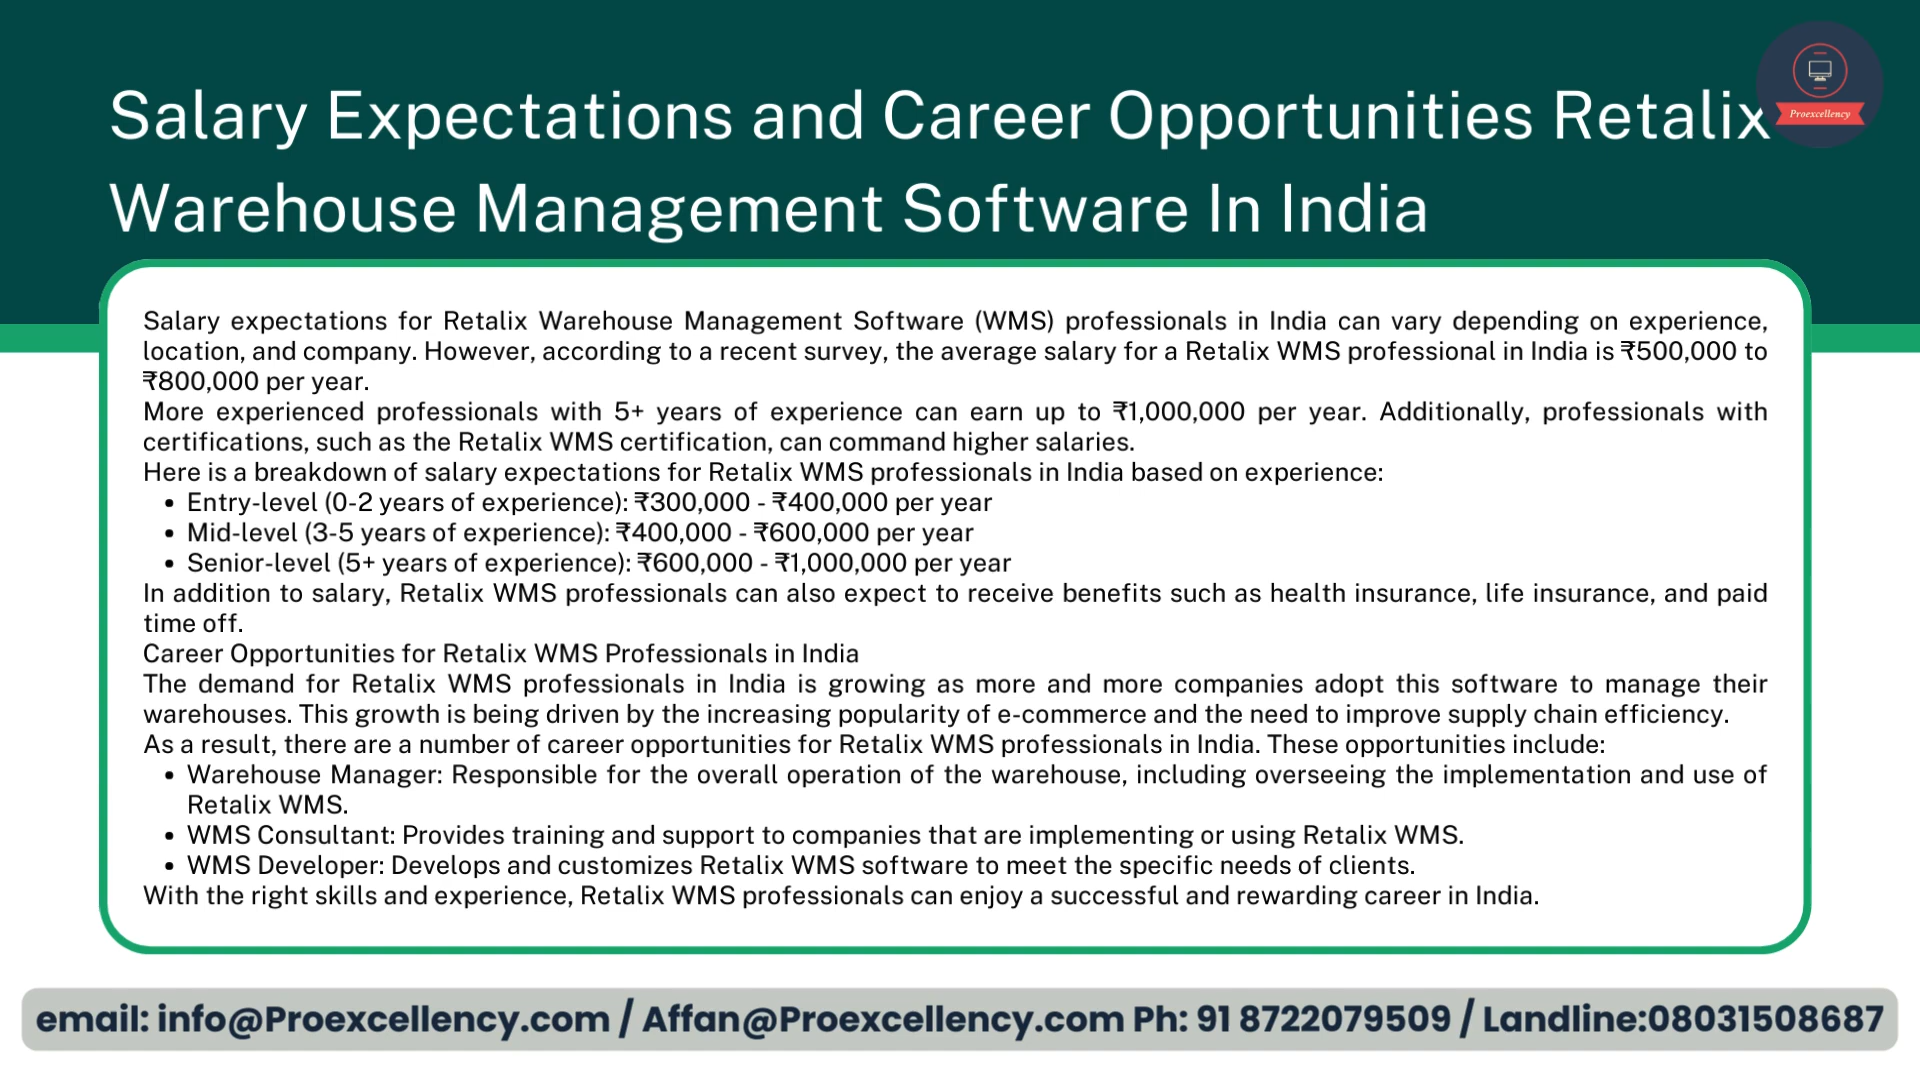 Salary Expectations and Career Opportunities Retalix
Proexcellency
Warehouse Management Software In India
Salary expectations for Retalix Warehouse Management Software (WMS) professionals in India can vary depending on experience,
location, and company. However, according to a recent survey, the average salary for a Retalix WMS professional in India is ₹500,000 to
₹800,000 per year.
More experienced professionals with 5+ years of experience can earn up to ₹1,000,000 per year. Additionally, professionals with
certifications, such as the Retalix WMS certification, can command higher salaries.
Here is a breakdown of salary expectations for Retalix WMS professionals in India based on experience:
• Entry-level (0-2 years of experience): ₹300,000 - ₹400,000 per year
• Mid-level (3-5 years of experience): ₹400,000 - ₹600,000 per year
• Senior-level (5+ years of experience): ₹600,000 - ₹1,000,000 per year
In addition to salary, Retalix WMS professionals can also expect to receive benefits such as health insurance, life insurance, and paid
time off.
Career Opportunities for Retalix WMS Professionals in India
The demand for Retalix WMS professionals in India is growing as more and more companies adopt this software to manage their
warehouses. This growth is being driven by the increasing popularity of e-commerce and the need to improve supply chain efficiency.
As a result, there are a number of career opportunities for Retalix WMS professionals in India. These opportunities include:
• Warehouse Manager: Responsible for the overall operation of the warehouse, including overseeing the implementation and use of
Retalix WMS.
• WMS Consultant: Provides training and support to companies that are implementing or using Retalix WMS.
• WMS Developer: Develops and customizes Retalix WMS software to meet the specific needs of clients.
With the right skills and experience, Retalix WMS professionals can enjoy a successful and rewarding career in India.
email: info@Proexcellency.com / Affan@Proexcellency.com Ph: 91 8722079509 / Landline:08031508687